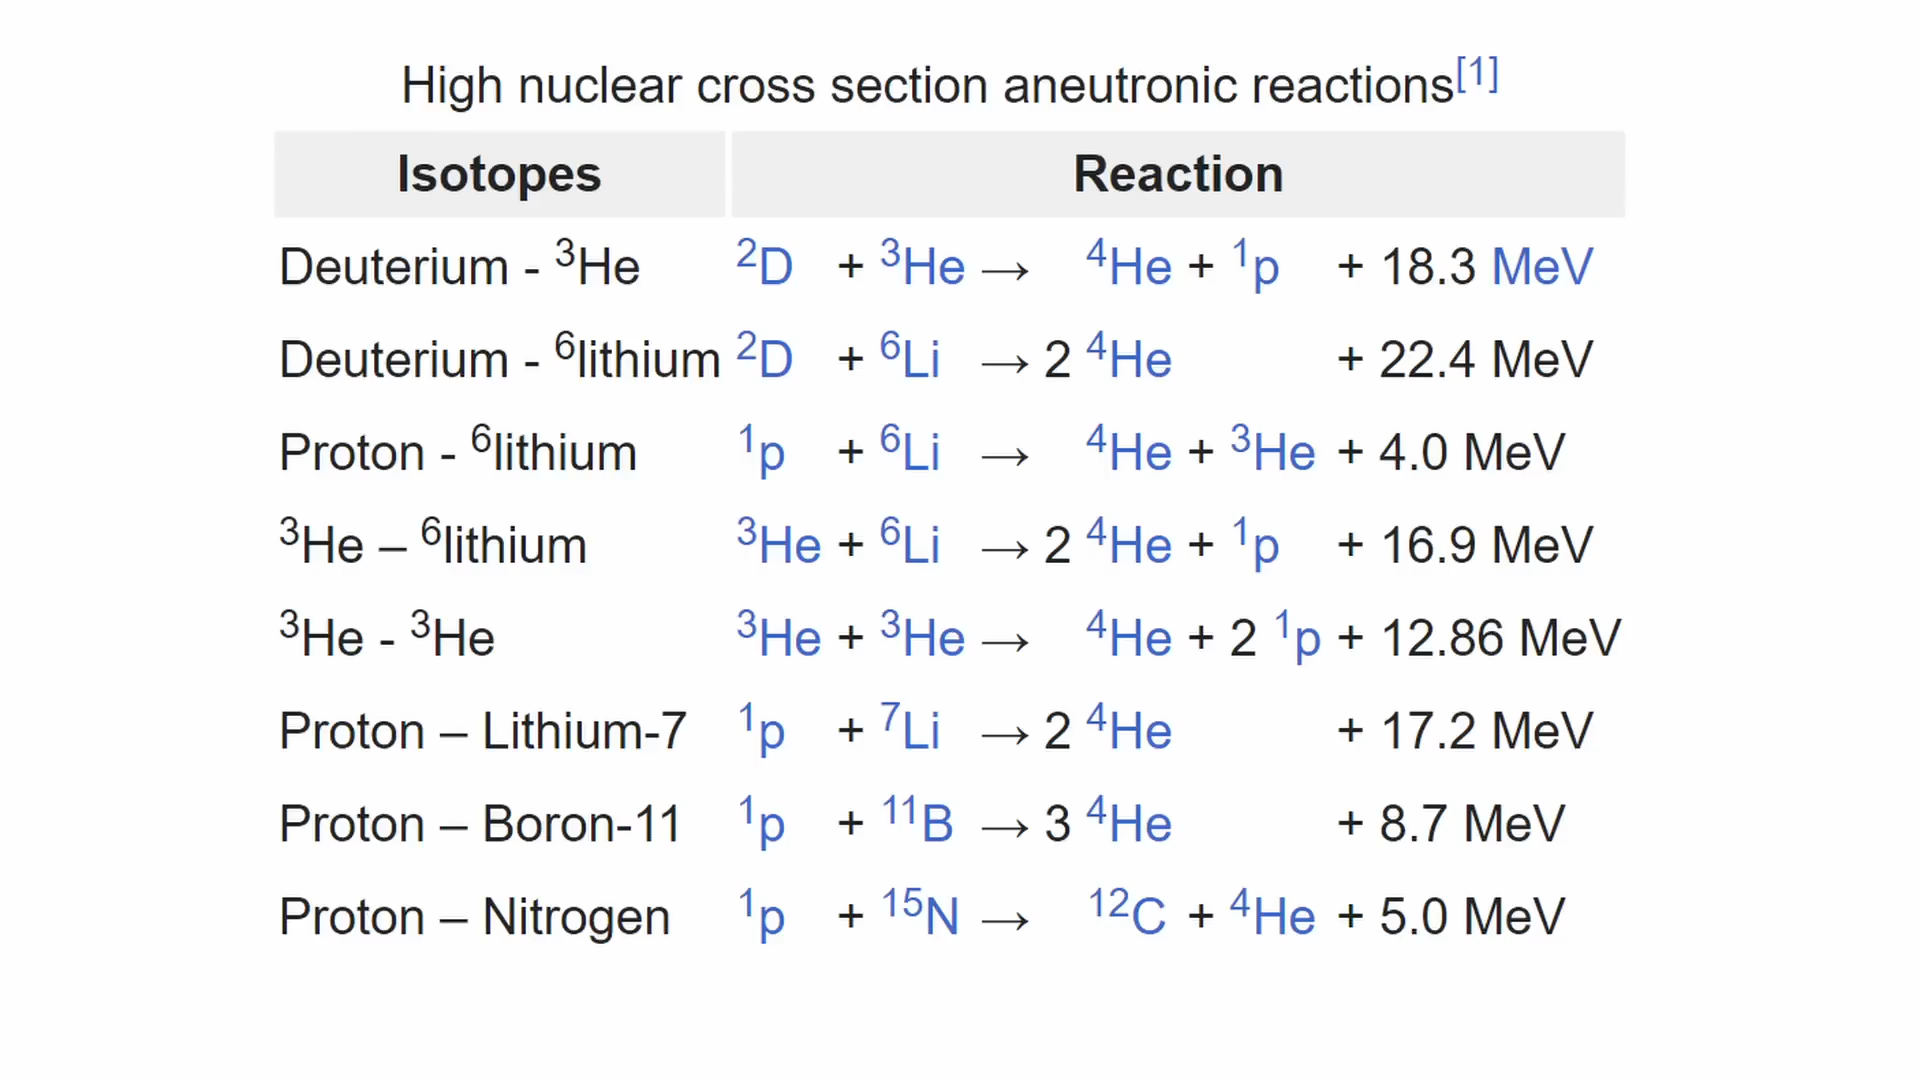 High nuclear cross section aneutronic reactions[1]
Isotopes Reaction
Deuterium - ³He ²D + ³He → ⁴He + ¹p + 18.3 MeV
Deuterium - ⁶lithium ²D + ⁶Li → 2 ⁴He + 22.4 MeV
Proton - ⁶lithium ¹p + ⁶Li → ⁴He + ³He + 4.0 MeV
³He – ⁶lithium ³He + ⁶Li → 2 ⁴He + ¹p + 16.9 MeV
³He - ³He ³He + ³He → ⁴He + 2 ¹p + 12.86 MeV
Proton – Lithium-7 ¹p + ⁷Li → 2 ⁴He + 17.2 MeV
Proton – Boron-11 ¹p + ¹¹B → 3 ⁴He + 8.7 MeV
Proton – Nitrogen ¹p + ¹⁵N → ¹²C + ⁴He + 5.0 MeV